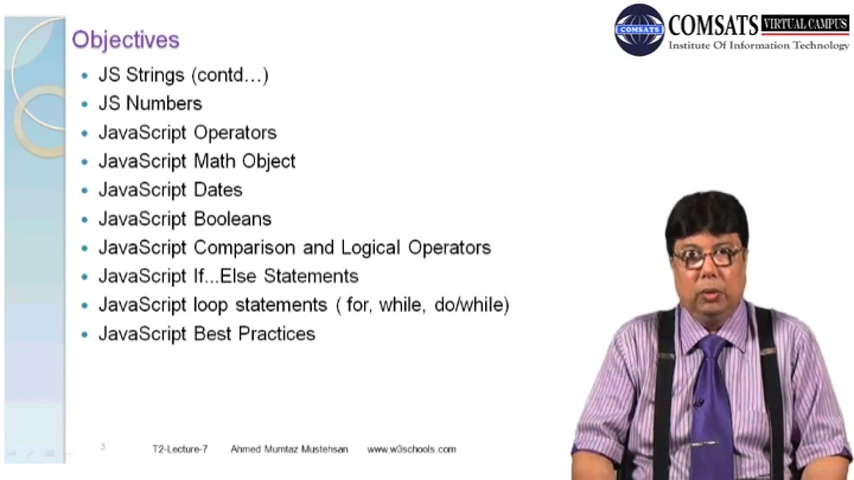 COMSATS VIRTUAL CAMPUS
COMSATS
Institute Of Information Technology
Objectives
JS Strings (contd…)
JS Numbers
JavaScript Operators
JavaScript Math Object
JavaScript Dates
JavaScript Booleans
JavaScript Comparison and Logical Operators
JavaScript If...Else Statements
JavaScript loop statements ( for, while, do/while)
JavaScript Best Practices
3 T2-Lecture-7 Ahmed Mumtaz Mustehsan www.w3schools.com